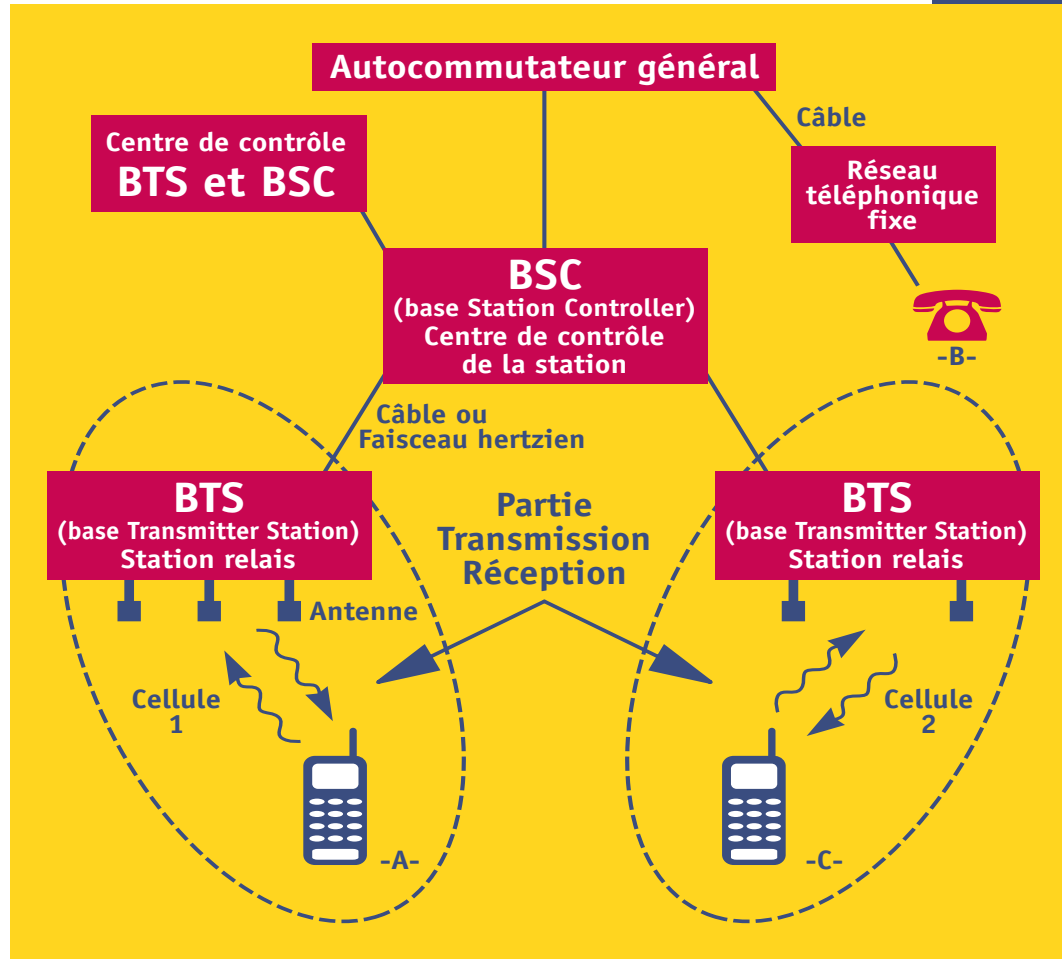 Autocommutateur général
Câble
Centre de contrôle
BTS et BSC
Réseau
téléphonique
fixe
BSC
(base Station Controller)
Centre de contrôle
de la station
-B-
Câble ou
Faisceau hertzien
BTS
(base Transmitter Station)
Station relais
Partie
Transmission
Réception
BTS
(base Transmitter Station)
Station relais
Antenne
Cellule
1
Cellule
2
-A-
-C-